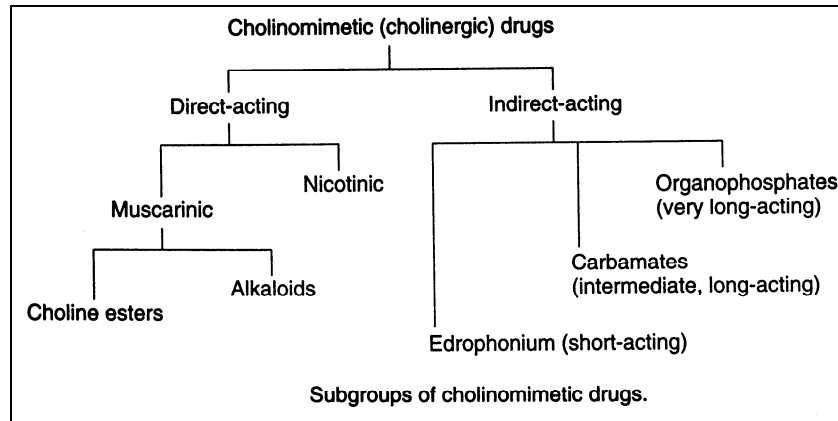 Cholinomimetic (cholinergic) drugs
Direct-acting
Indirect-acting
Muscarinic
Nicotinic
Choline esters
Alkaloids
Organophosphates
(very long-acting)
Carbamates
(intermediate, long-acting)
Edrophonium (short-acting)
Subgroups of cholinomimetic drugs.